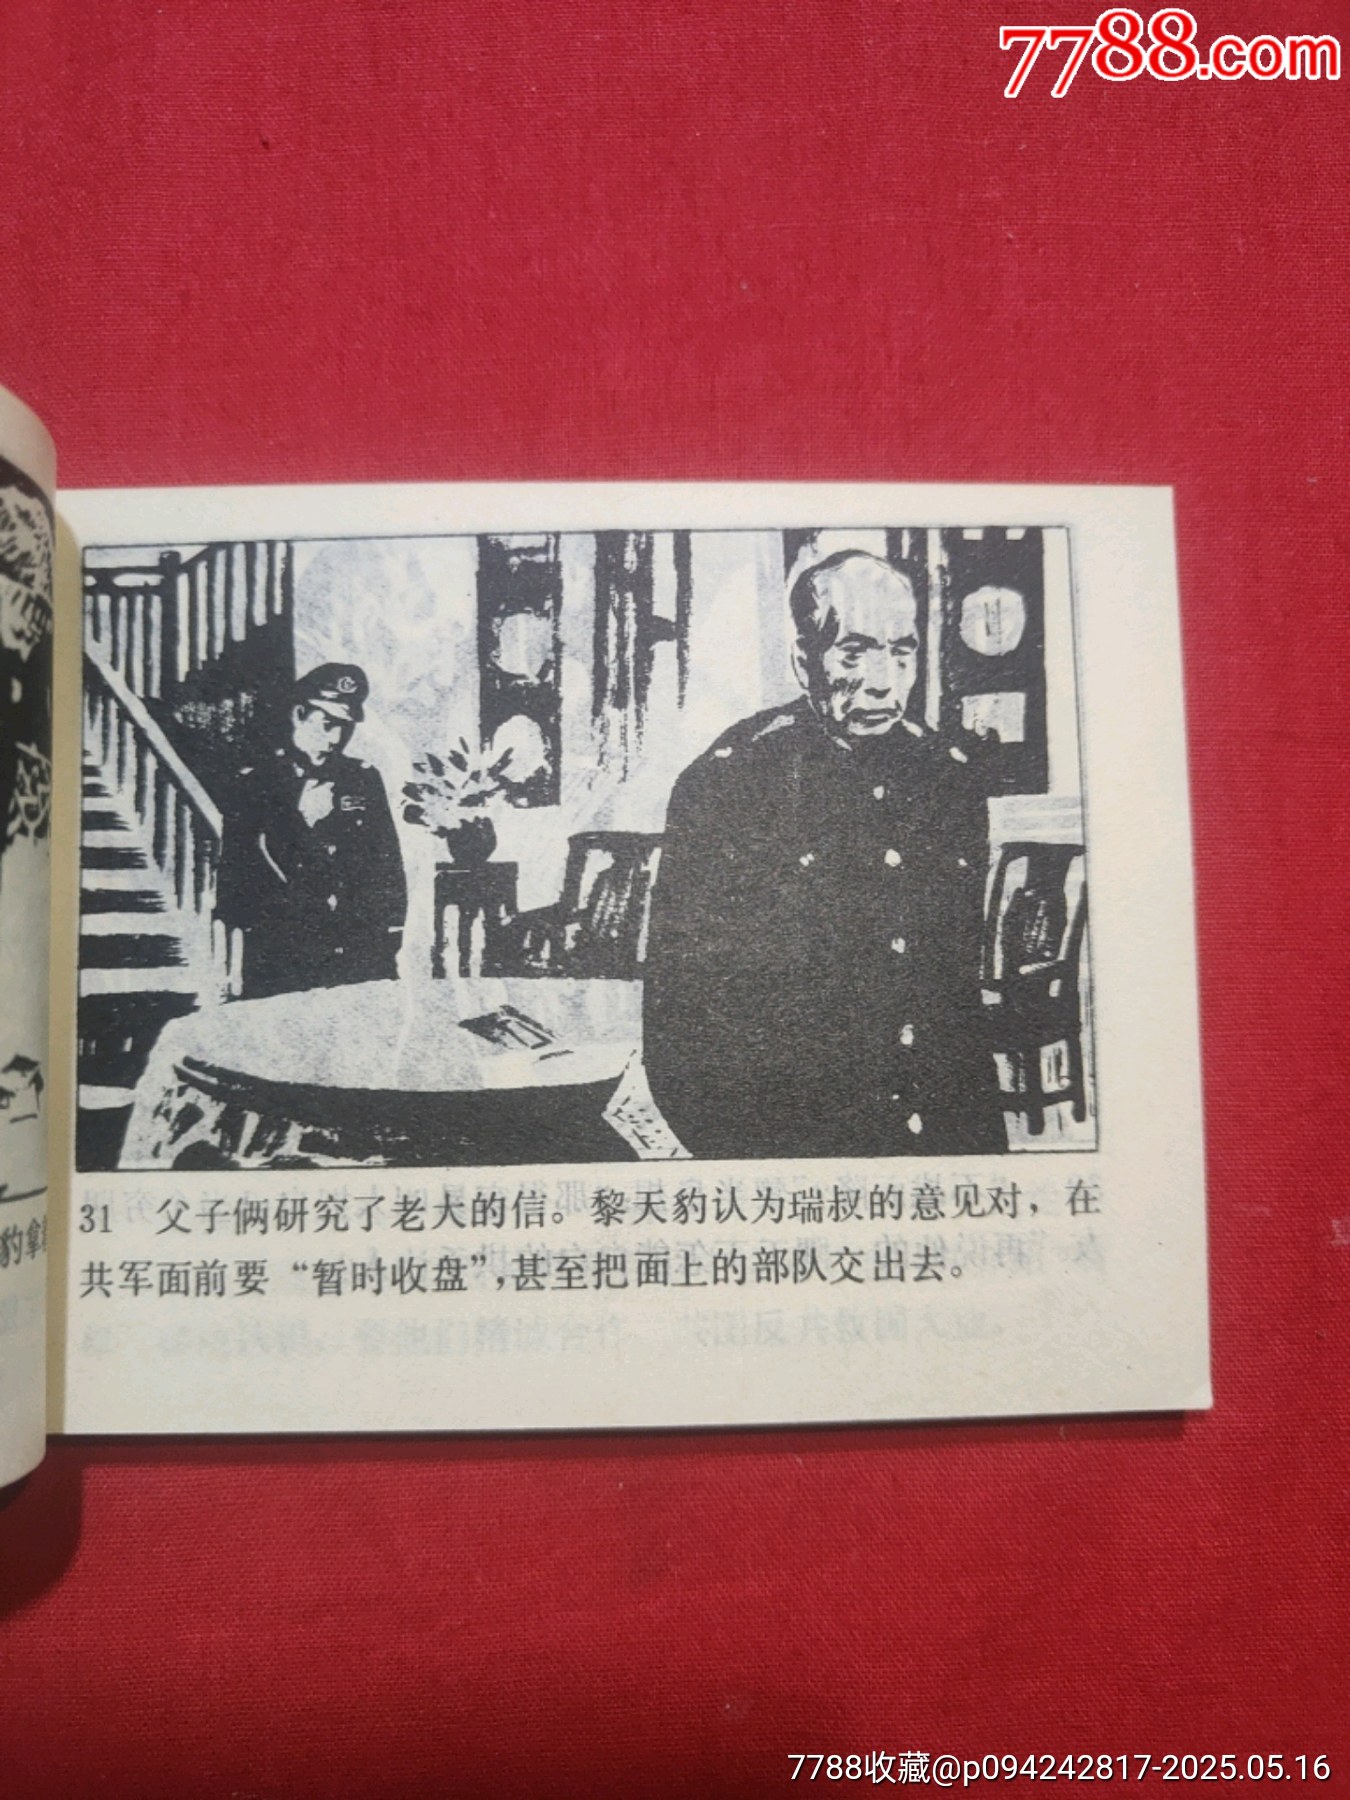 7788.com
豹拿
31 父子俩研究了老大的信。黎天豹认为瑞叔的意见对，在
共军面前要“暂时收盘”，甚至把面上的部队交出去。
7788收藏@p094242817-2025.05.16